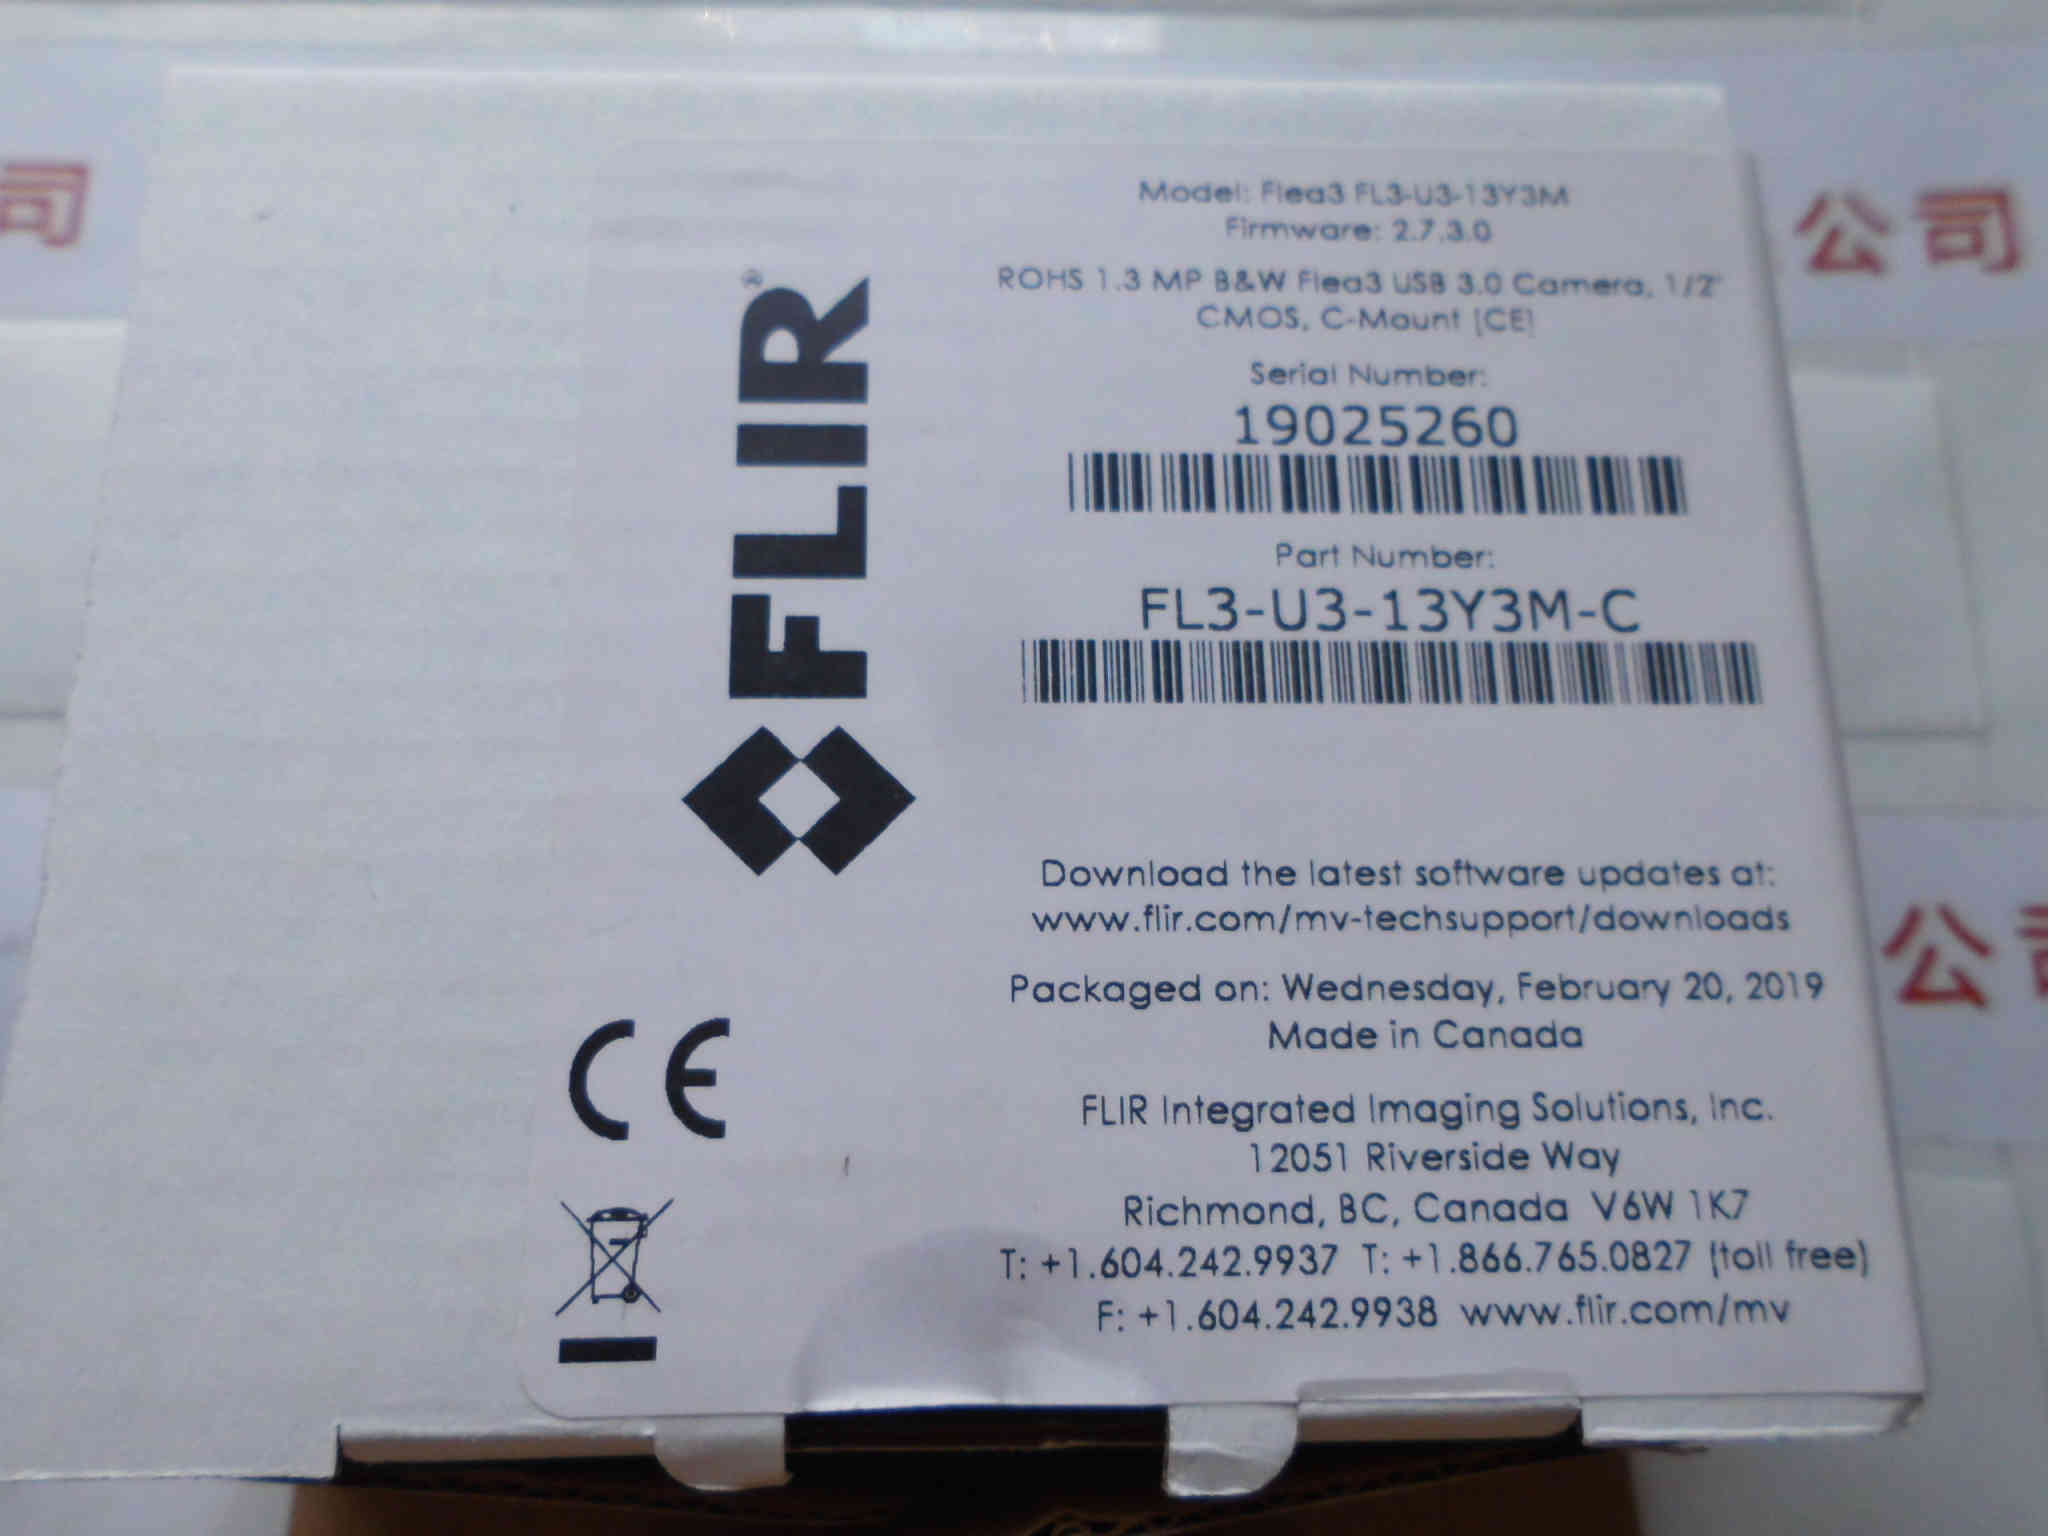 司
公司
公司
FLIR®
Model: Flea3 FL3-U3-13Y3M
Firmware: 2.7.3.0
ROHS 1.3 MP B&W Flea3 USB 3.0 Camera, 1/2"
CMOS, C-Mount [CE]
Serial Number:
19025260
Part Number:
FL3-U3-13Y3M-C
Download the latest software updates at:
www.flir.com/mv-techsupport/downloads
Packaged on: Wednesday, February 20, 2019
Made in Canada
FLIR Integrated Imaging Solutions, Inc.
12051 Riverside Way
Richmond, BC, Canada V6W 1K7
T: +1.604.242.9937 T: +1.866.765.0827 (toll free)
F: +1.604.242.9938 www.flir.com/mv
CE